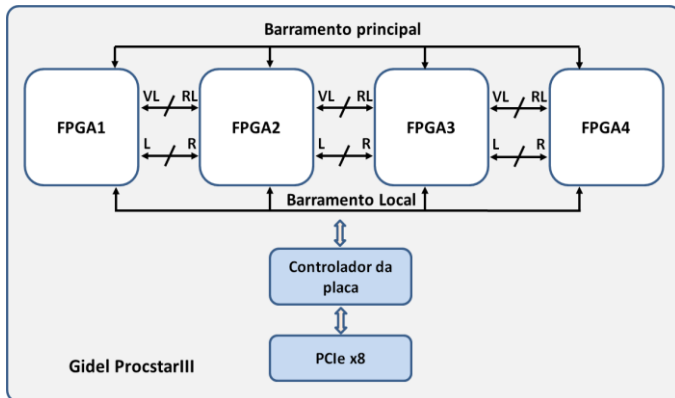 Barramento principal
VL RL VL RL VL RL
FPGA1 FPGA2 FPGA3 FPGA4
L R L R L R
Barramento Local
Controlador da
placa
Gidel ProcstarIII
PCIe x8